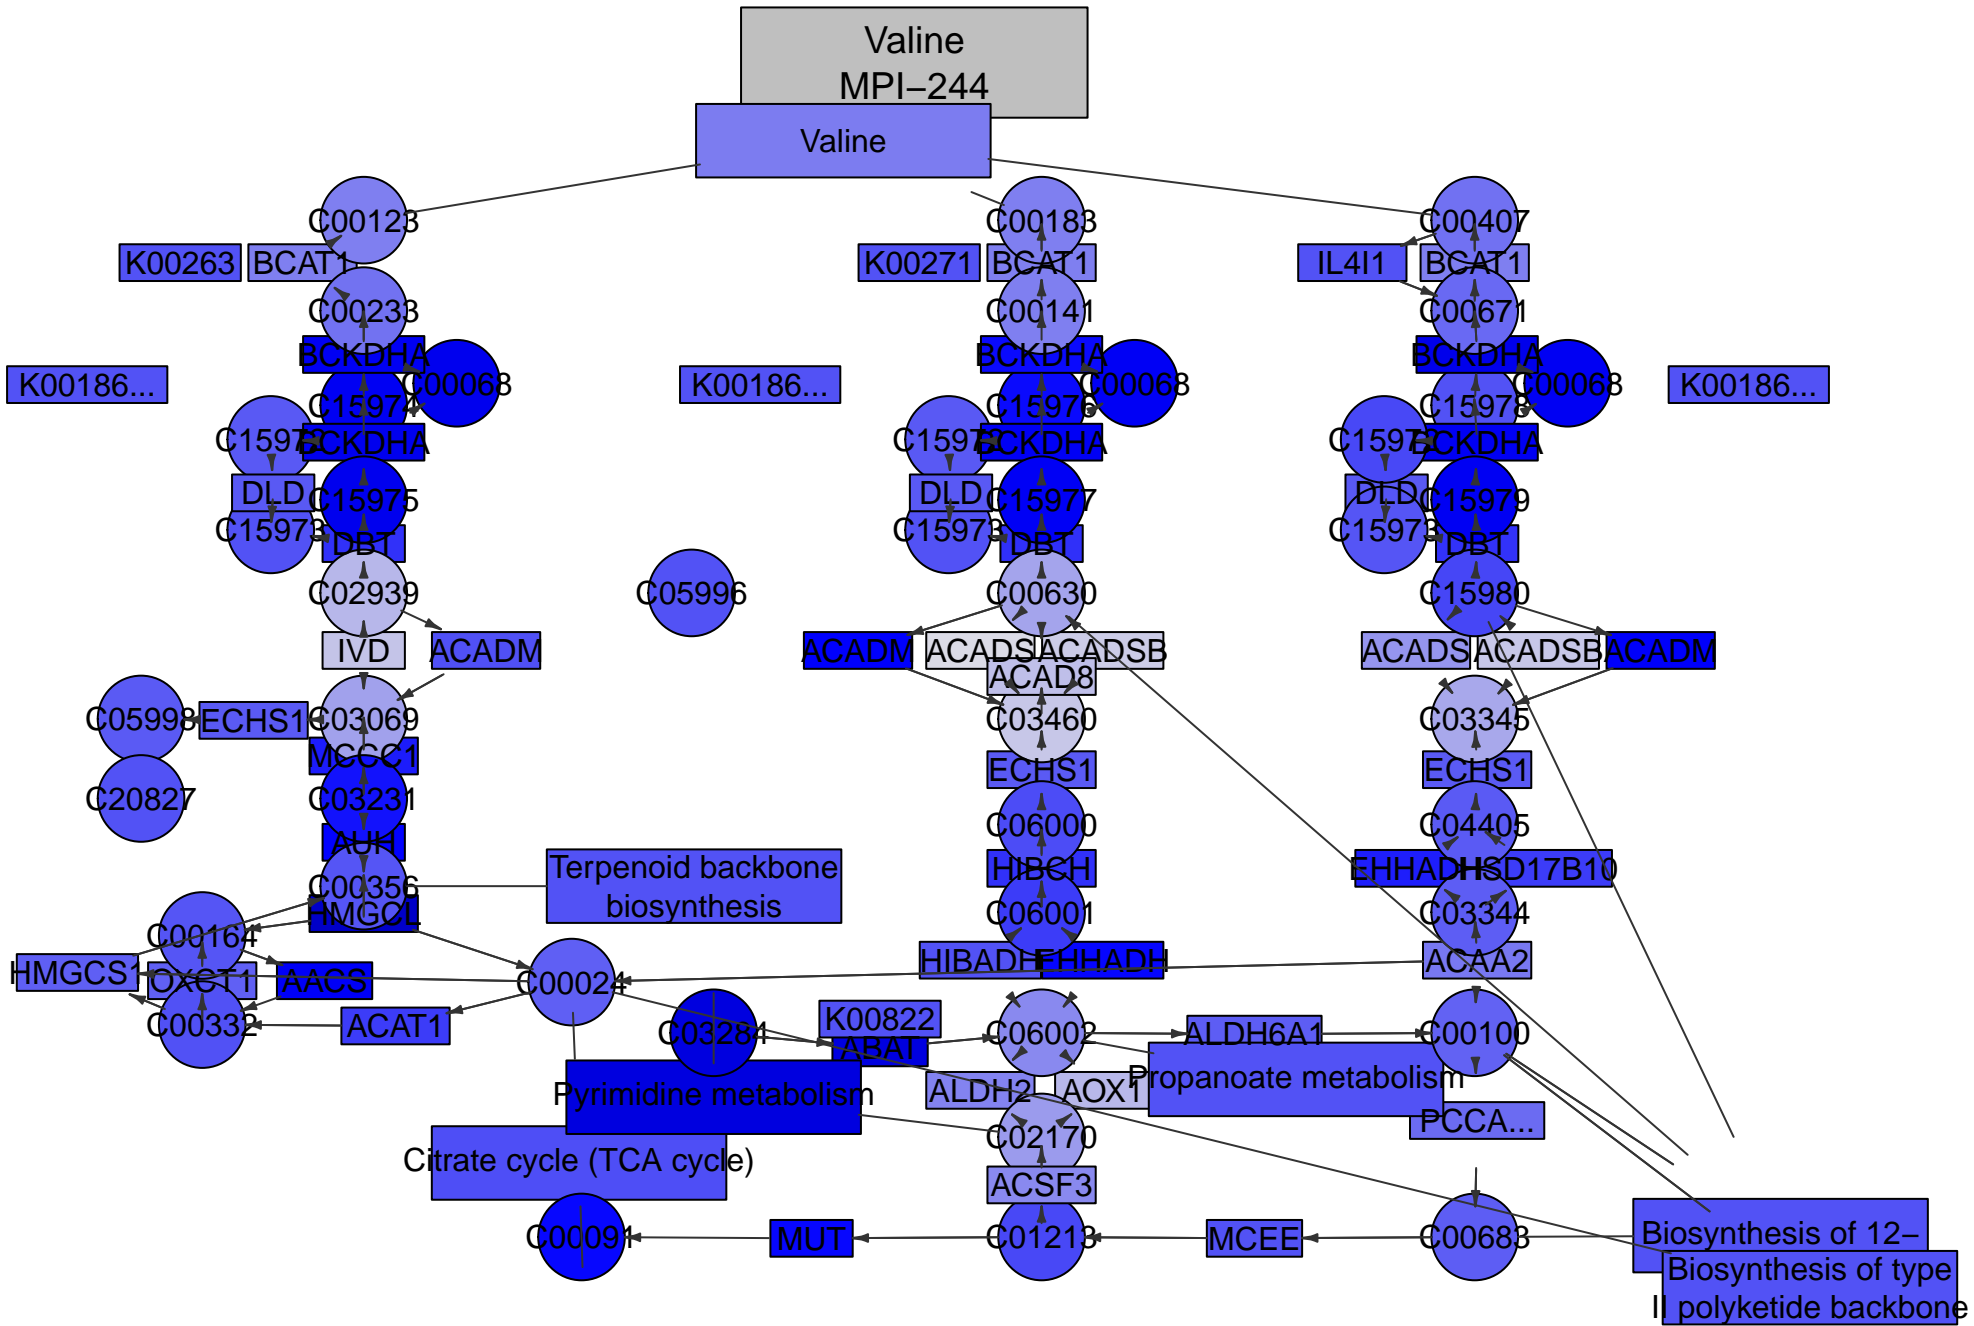 Valine
MPI−244
Valine
C00123
C00183
C00407
K00263
BCAT1
K00271
BCAT1
IL4I1
BCAT1
C00233
C00141
C00671
BCKDHA
BCKDHA
BCKDHA
K00186...
C00068
K00186...
C00068
C00068
K00186...
C15974
C15976
C15978
BCKDHA
BCKDHA
BCKDHA
DLD
C15975
DLD
C15977
DLD
C15979
C15973
C15973
C15973
DBT
DBT
DBT
C02939
C05996
C00630
C15980
IVD
ACADM
ACADM
ACADS
ACADSB
ACADS
ACADSB
ACADM
ACAD8
C05998
ECHS1
C03069
C03460
C03345
MCCC1
ECHS1
ECHS1
C20827
C03231
C06000
C04405
AUH
HIBCH
EHHADH
HSD17B10
C00356
Terpenoid backbone
biosynthesis
HMGCL
C06001
C03344
C00164
HMGCS1
OXCT1
AACS
C00024
HIBADH
EHHADH
ACAA2
C00332
ACAT1
C03284
K00822
ABAT
C06002
ALDH6A1
C00100
Pyrimidine metabolism
ALDH2
AOX1
Propanoate metabolism
PCCA...
C02170
Citrate cycle (TCA cycle)
ACSF3
C00091
MUT
C01213
MCEE
C00683
Biosynthesis of 12−
Biosynthesis of type
II polyketide backbone